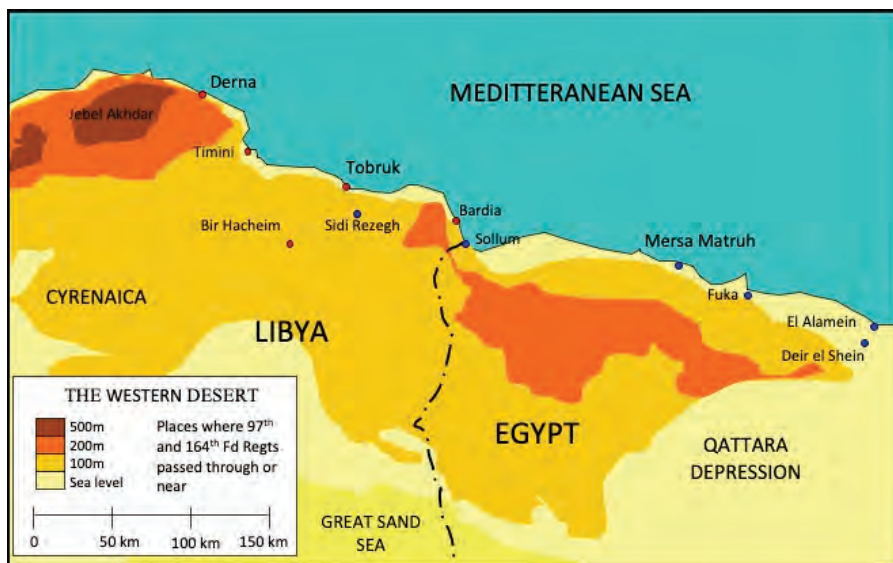 Derna
MEDITTERANEAN SEA
Jebel Akhdar
Timini
Tobruk
Bir Hacheim
Sidi Rezegh
Bardia
Sollum
Mersa Matruh
Fuka
El Alamein
Deir el Shein
CYRENAICA
LIBYA
EGYPT
QATTARA
DEPRESSION
GREAT SAND
SEA
THE WESTERN DESERT
500m
200m
100m
Sea level
Places where 97th
and 164th Fd Regts
passed through or
near
0 50 km 100 km 150 km